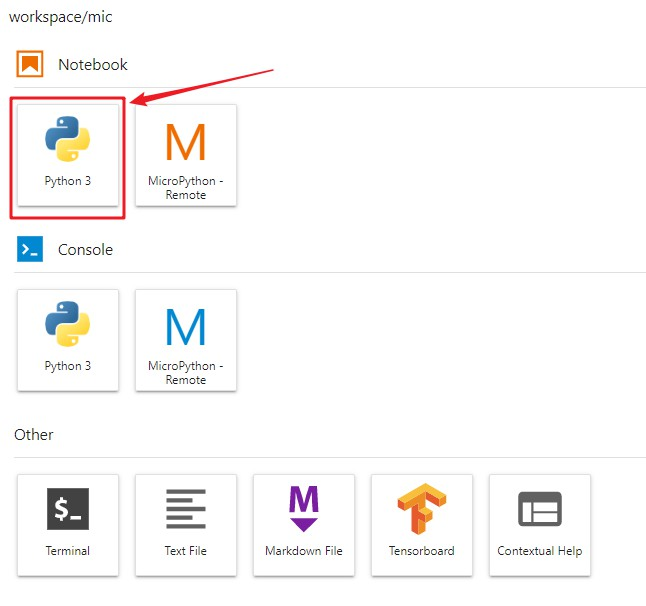 workspace/mic
Notebook
Python 3
M
MicroPython -
Remote
Console
Python 3
M
MicroPython -
Remote
Other
$_
Terminal
Text File
M
Markdown File
Tensorboard
Contextual Help